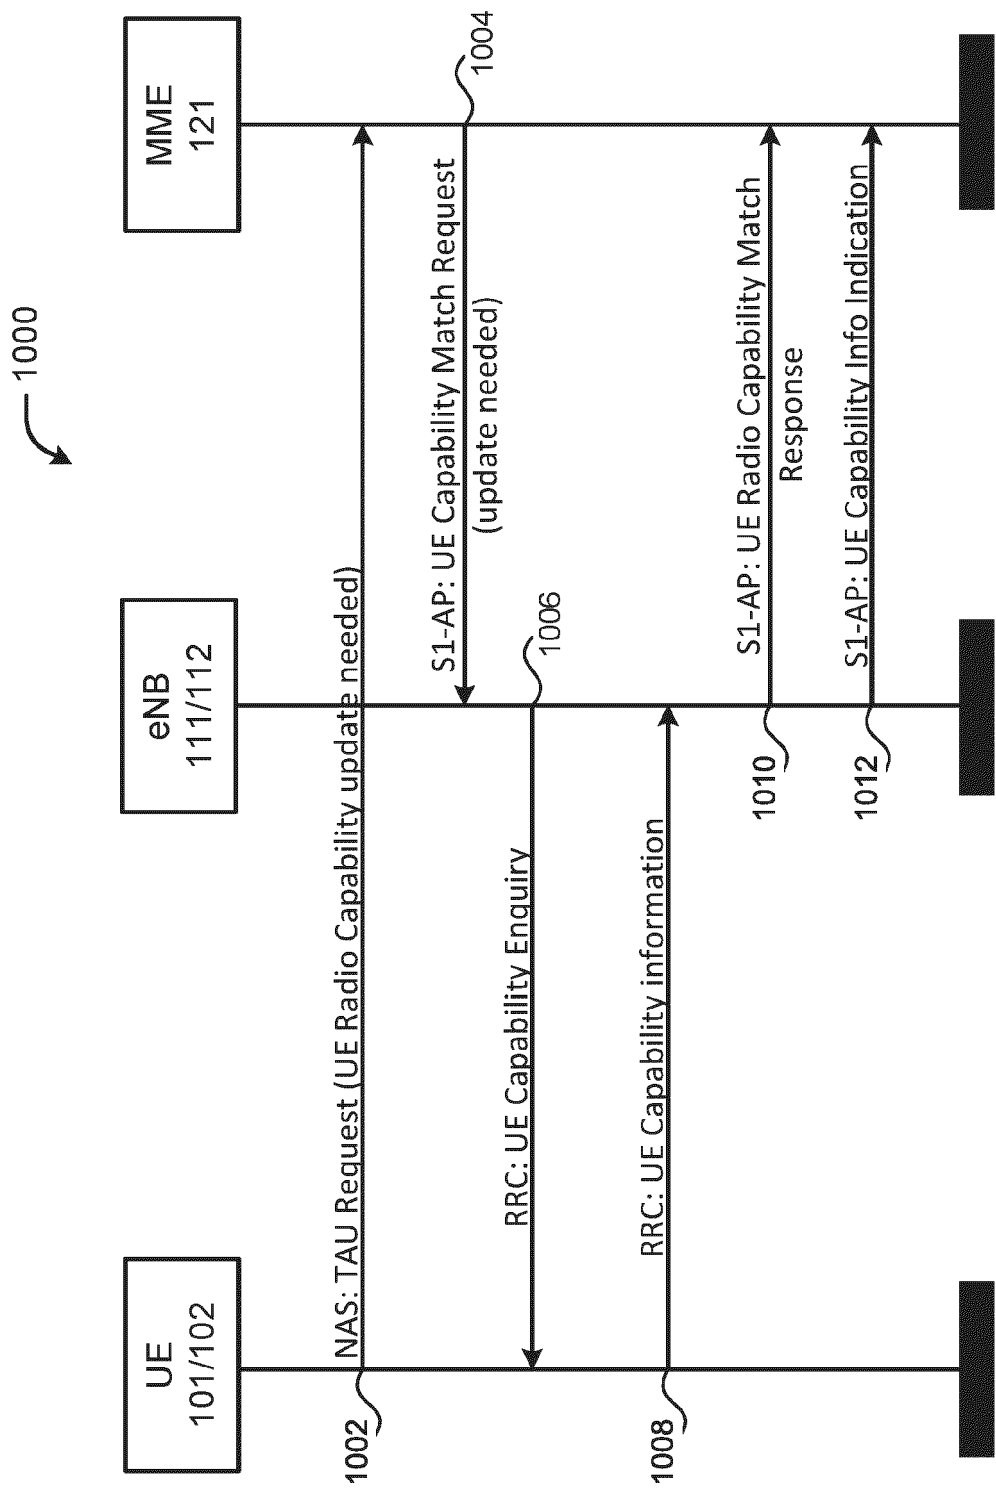 1000
UE
101/102
eNB
111/112
MME
121
NAS: TAU Request (UE Radio Capability update needed)
1002
S1-AP: UE Capability Match Request
(update needed)
1004
RRC: UE Capability Enquiry
1006
RRC: UE Capability information
1008
S1-AP: UE Radio Capability Match
Response
1010
S1-AP: UE Capability Info Indication
1012